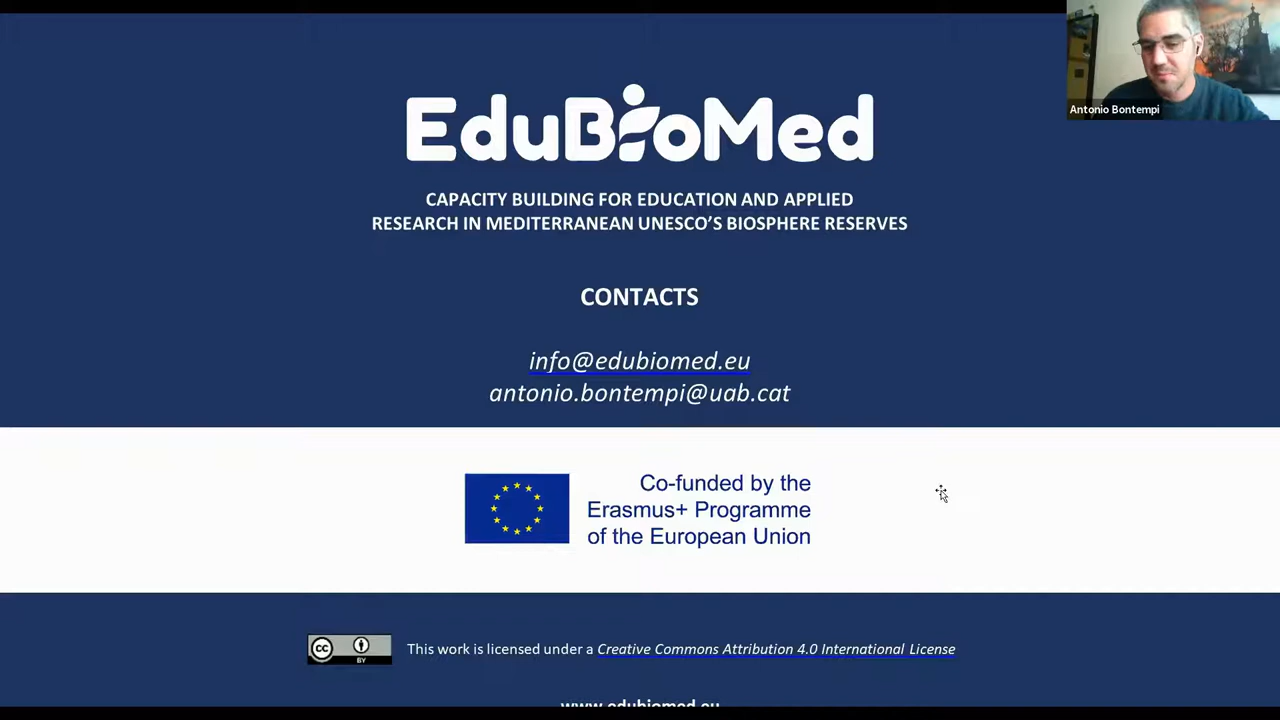 Antonio Bontempi
EduBioMed
CAPACITY BUILDING FOR EDUCATION AND APPLIED
RESEARCH IN MEDITERRANEAN UNESCO'S BIOSPHERE RESERVES
CONTACTS
info@edubiomed.eu
antonio.bontempi@uab.cat
Co-funded by the
Erasmus+ Programme
of the European Union
CC BY
This work is licensed under a Creative Commons Attribution 4.0 International License
www.edubiomed.eu